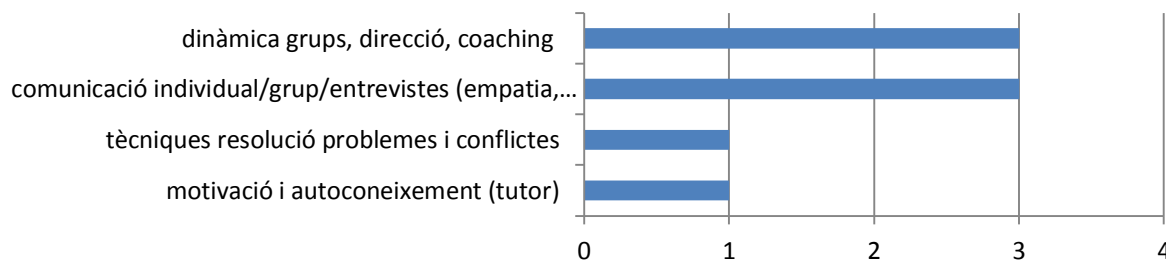 dinàmica grups, direcció, coaching
comunicació individual/grup/entrevistes (empatia,...
tècniques resolució problemes i conflictes
motivació i autoconeixement (tutor)
0 1 2 3 4